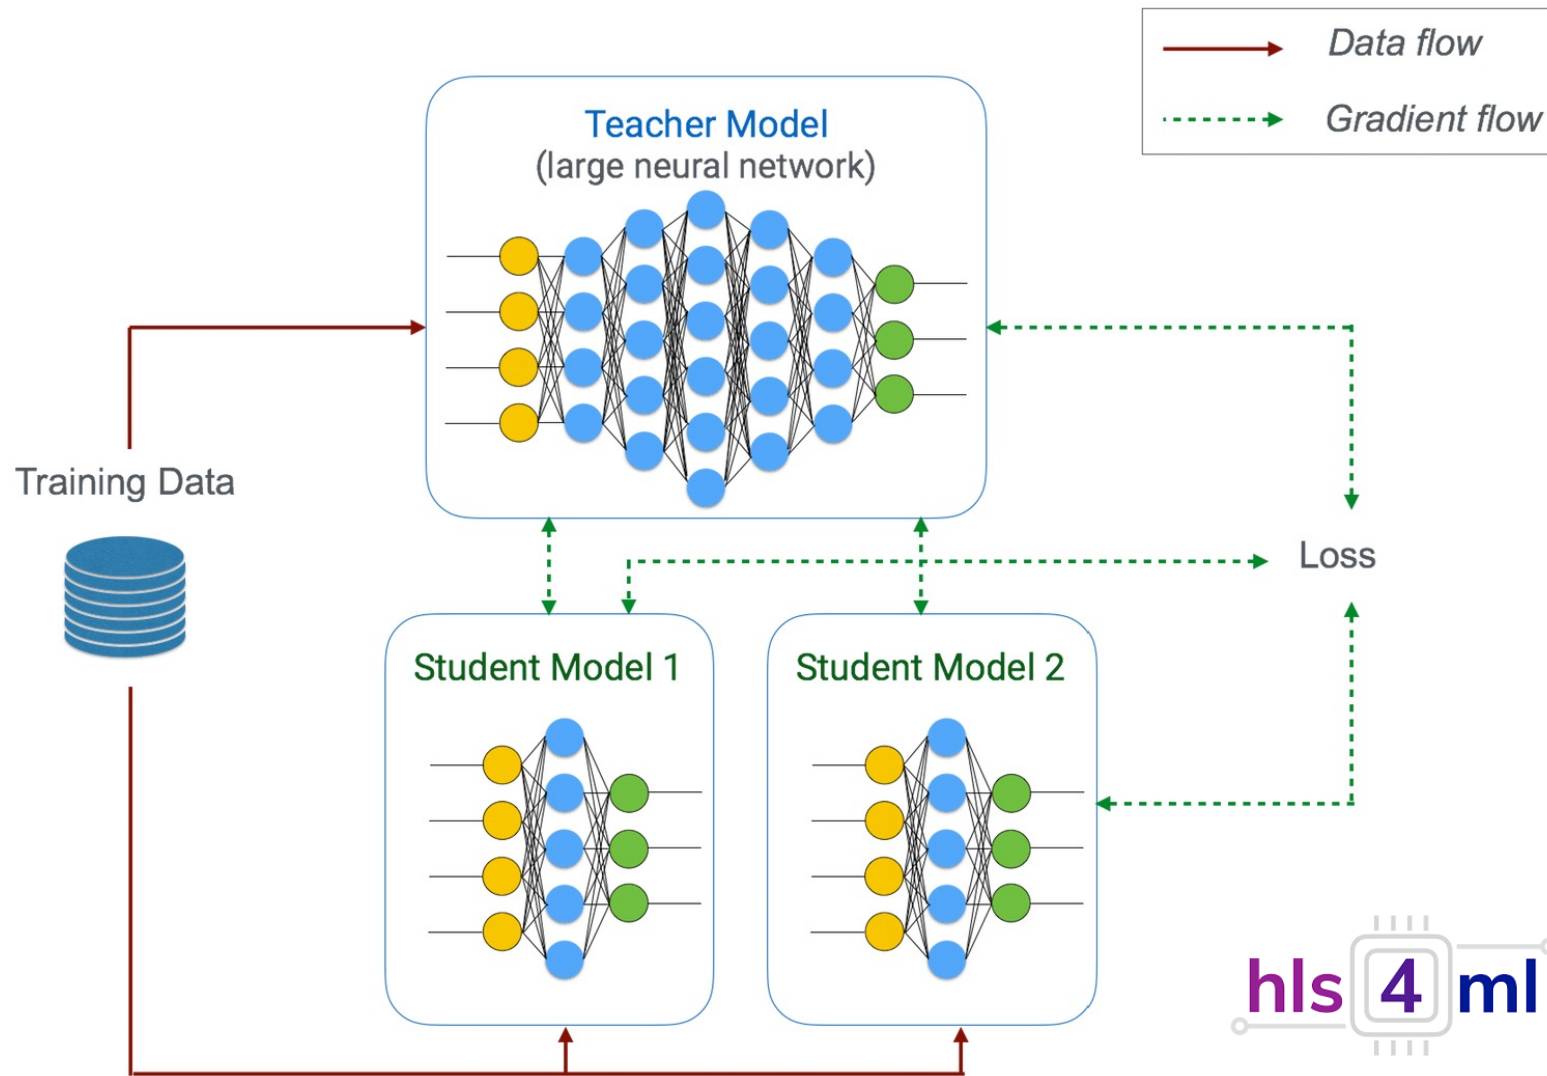 Data flow
Gradient flow
Teacher Model
(large neural network)
Training Data
Loss
Student Model 1
Student Model 2
hls 4 ml